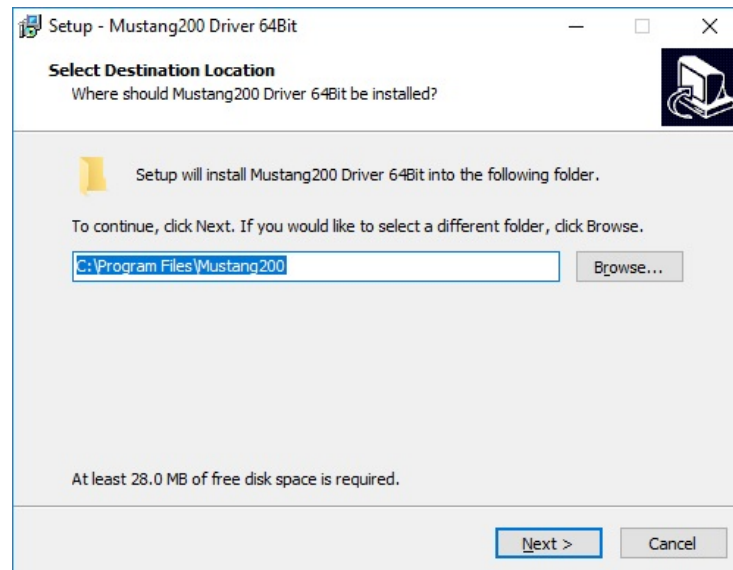 Setup - Mustang200 Driver 64Bit
Select Destination Location
Where should Mustang200 Driver 64Bit be installed?
Setup will install Mustang200 Driver 64Bit into the following folder.
To continue, click Next. If you would like to select a different folder, click Browse.
C:\Program Files\Mustang200
Browse...
At least 28.0 MB of free disk space is required.
Next >
Cancel